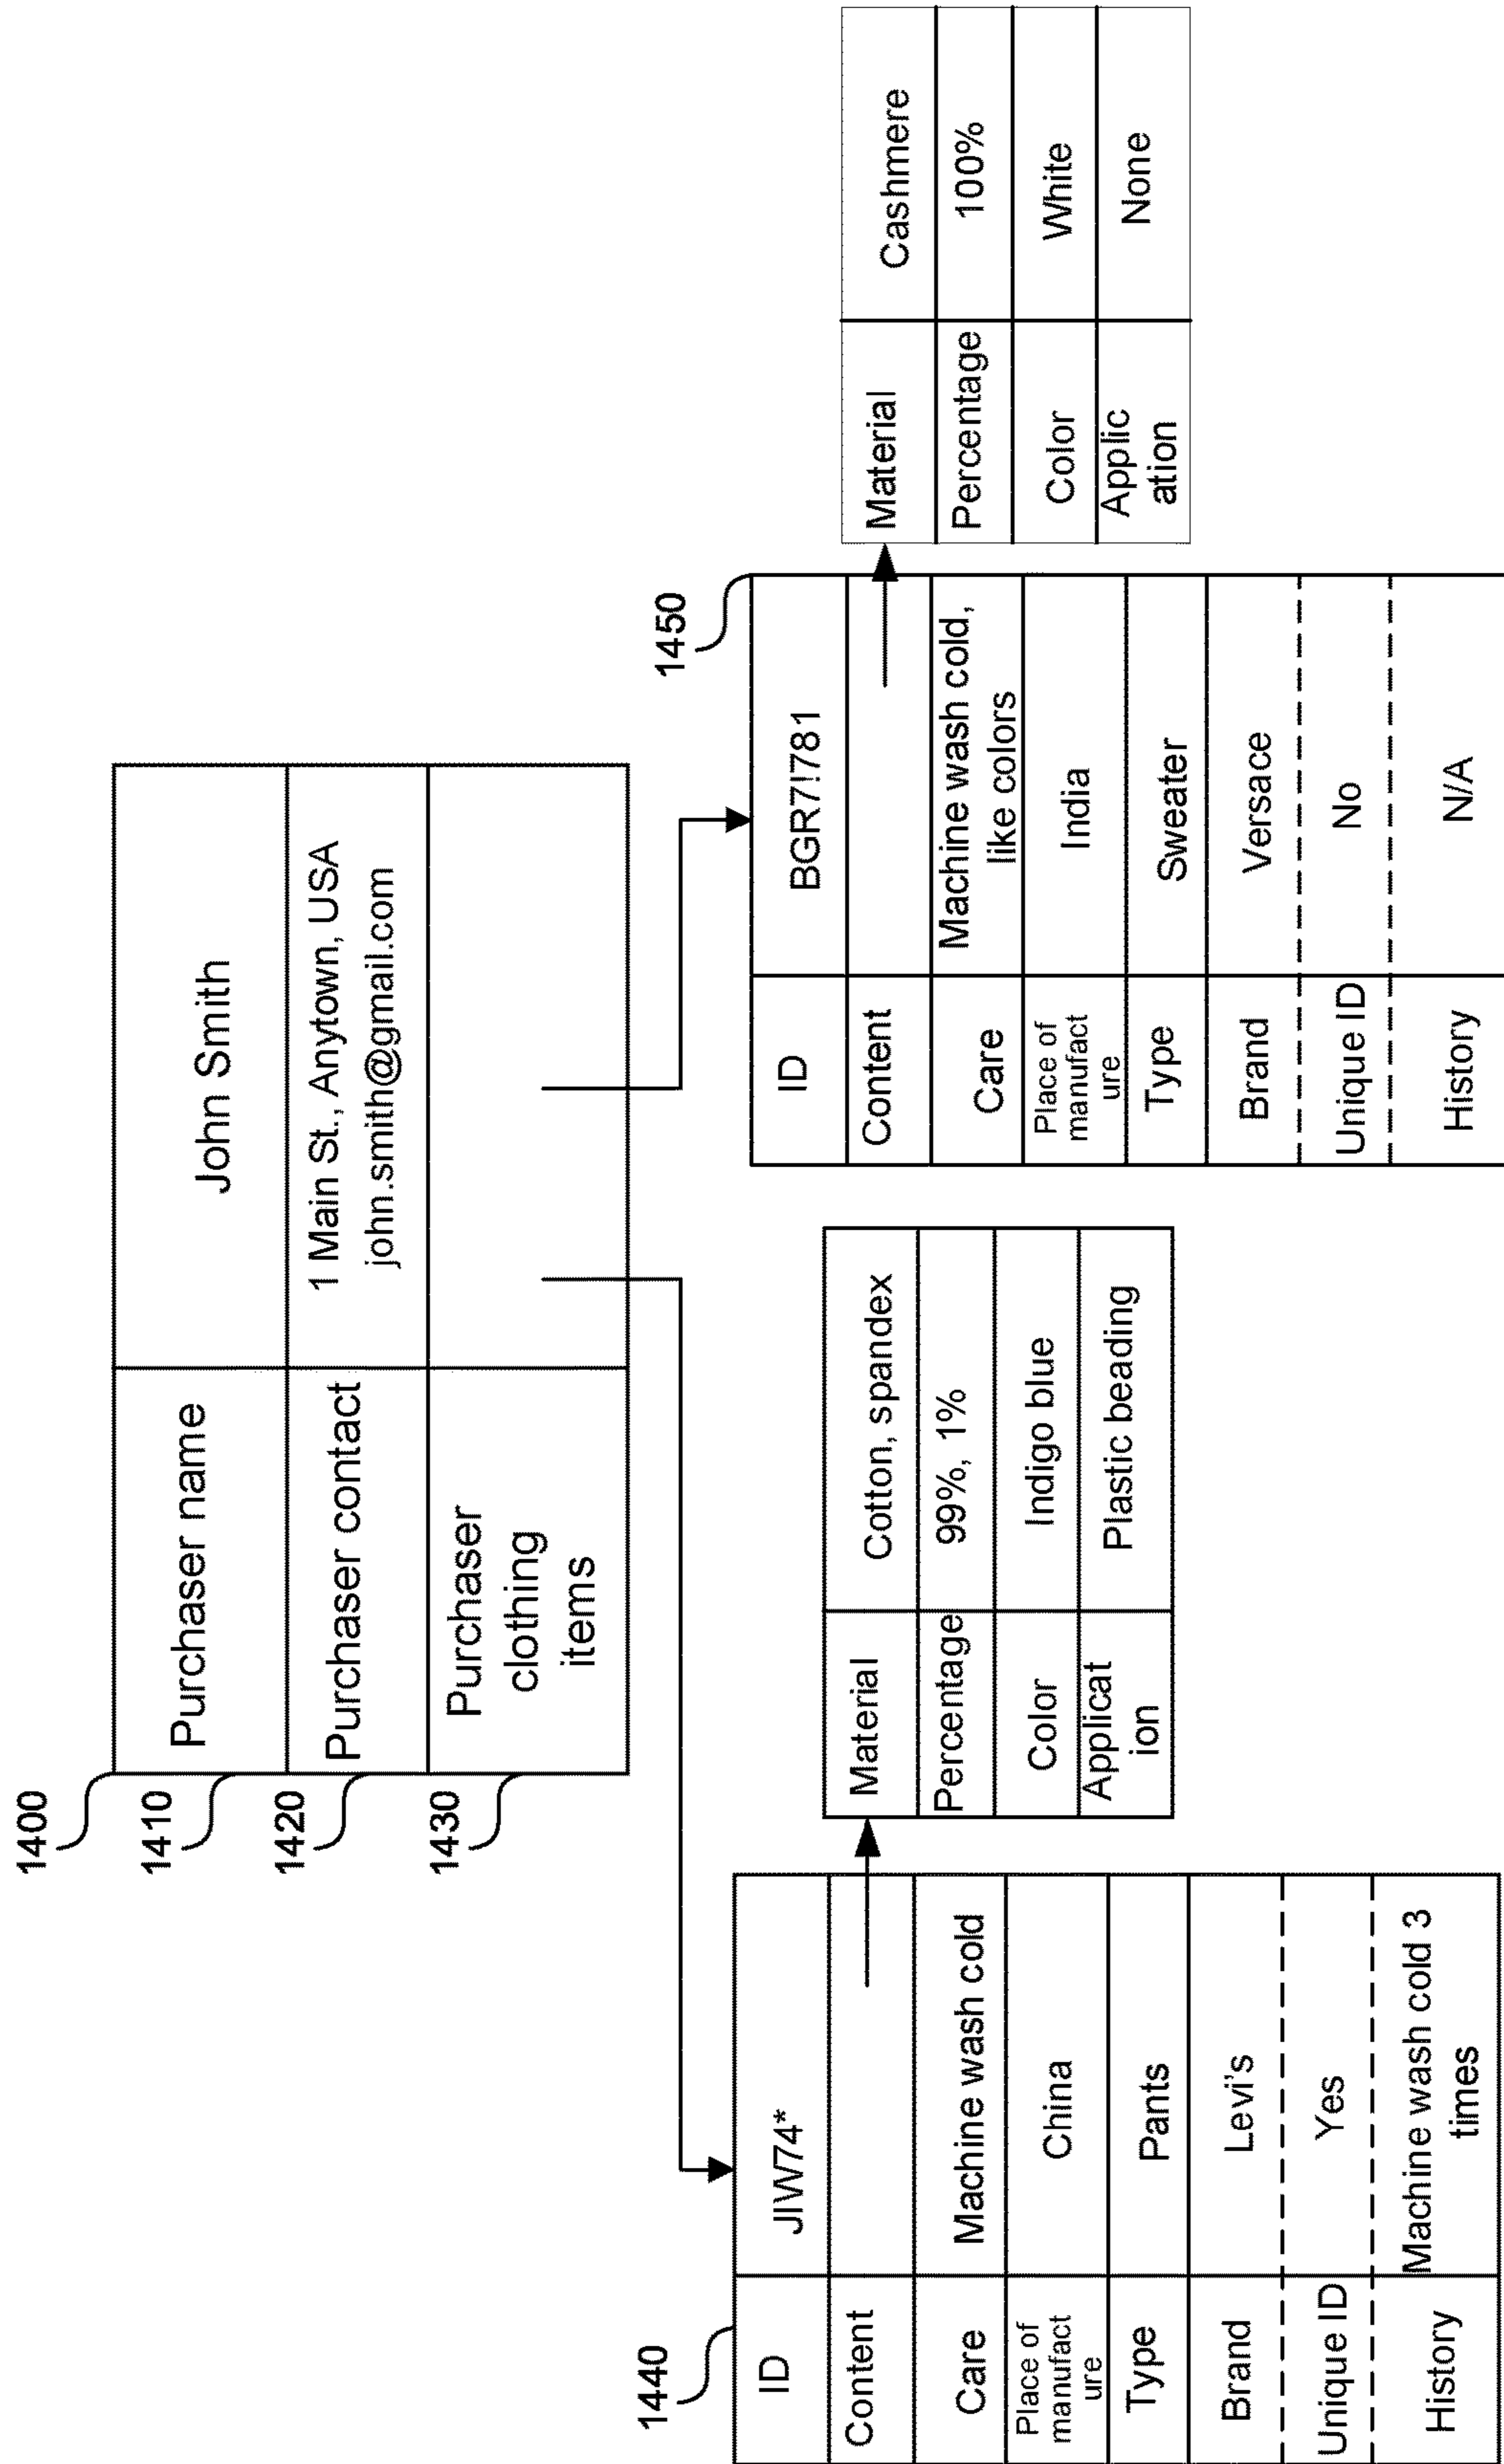 1400
1410
Purchaser name
John Smith
1420
Purchaser contact
1 Main St., Anytown, USA
john.smith@gmail.com
1430
Purchaser
clothing
items
1440
ID
JIW74*
Content
Care
Machine wash cold
Place of
manufact
ure
China
Type
Pants
Brand
Levi's
Unique ID
Yes
History
Machine wash cold 3
times
Material
Cotton, spandex
Percentage
99%, 1%
Color
Indigo blue
Applicat
ion
Plastic beading
1450
ID
BGR7!781
Content
Care
Machine wash cold,
like colors
Place of
manufact
ure
India
Type
Sweater
Brand
Versace
Unique ID
No
History
N/A
Material
Cashmere
Percentage
100%
Color
White
Applic
ation
None